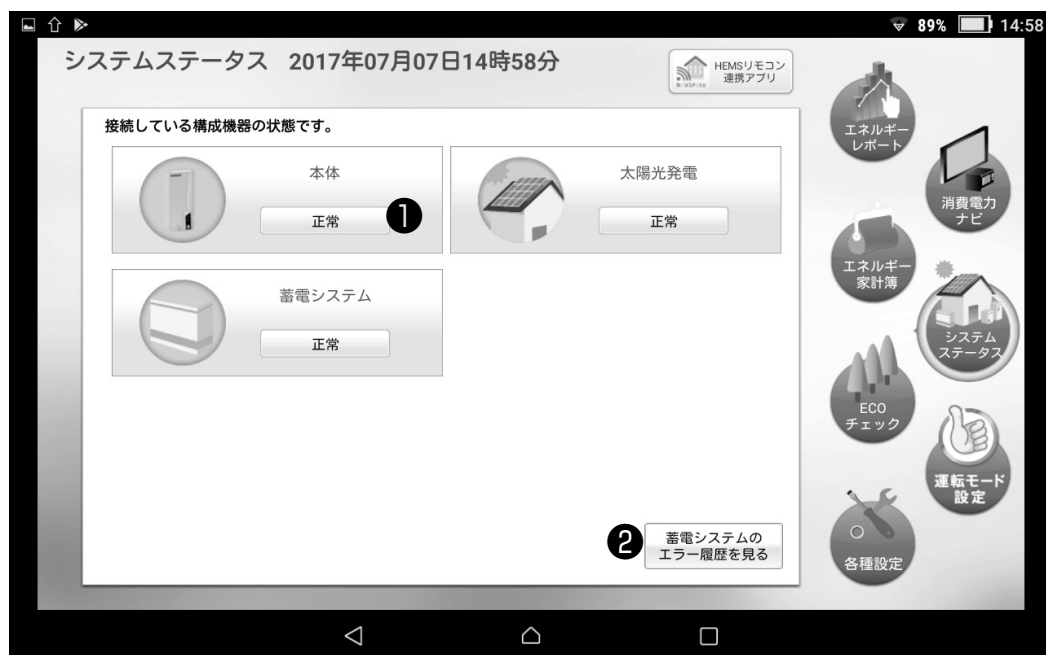 89% 14:58
システムステータス 2017年07月07日14時58分
HEMSリモコン
連携アプリ
接続している構成機器の状態です。
本体
正常
❶
太陽光発電
正常
蓄電システム
正常
❷
蓄電システムの
エラー履歴を見る
エネルギー
レポート
消費電力
ナビ
エネルギー
家計簿
システム
ステータス
ECO
チェック
運転モード
設定
各種設定